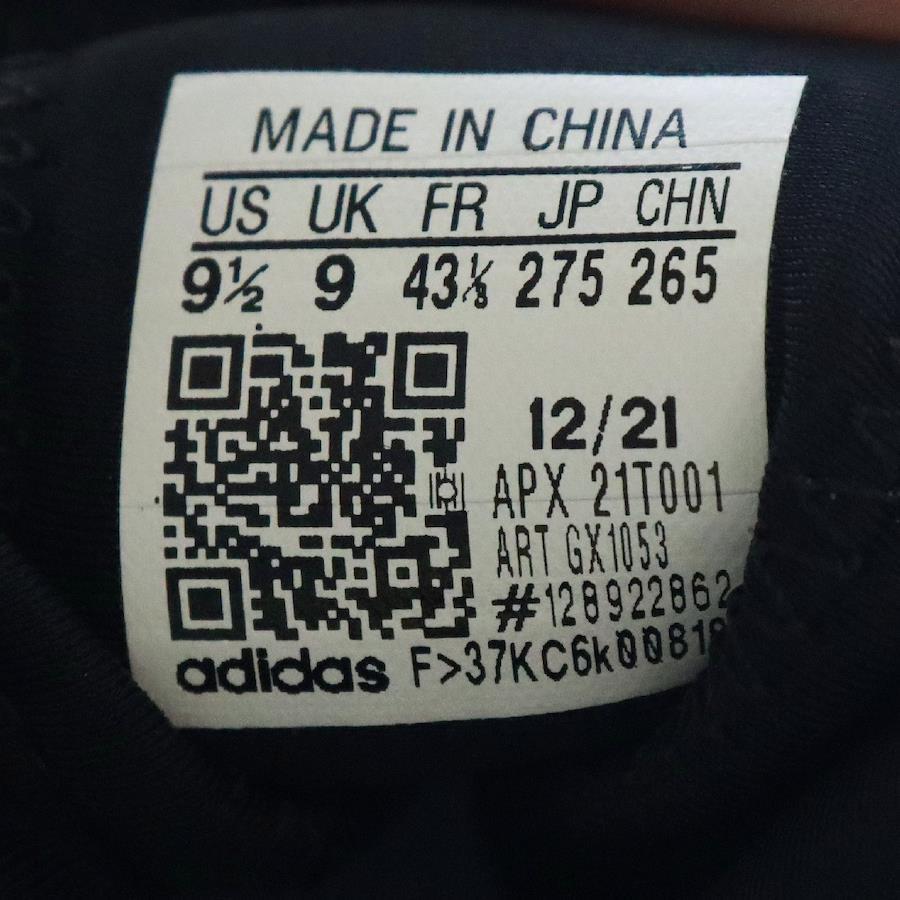 MADE IN CHINA
US UK FR JP CHN
9½ 9 43⅓ 275 265
12/21
APX 21T001
ART GX1053
#128922862
adidas F>37KC6k00818